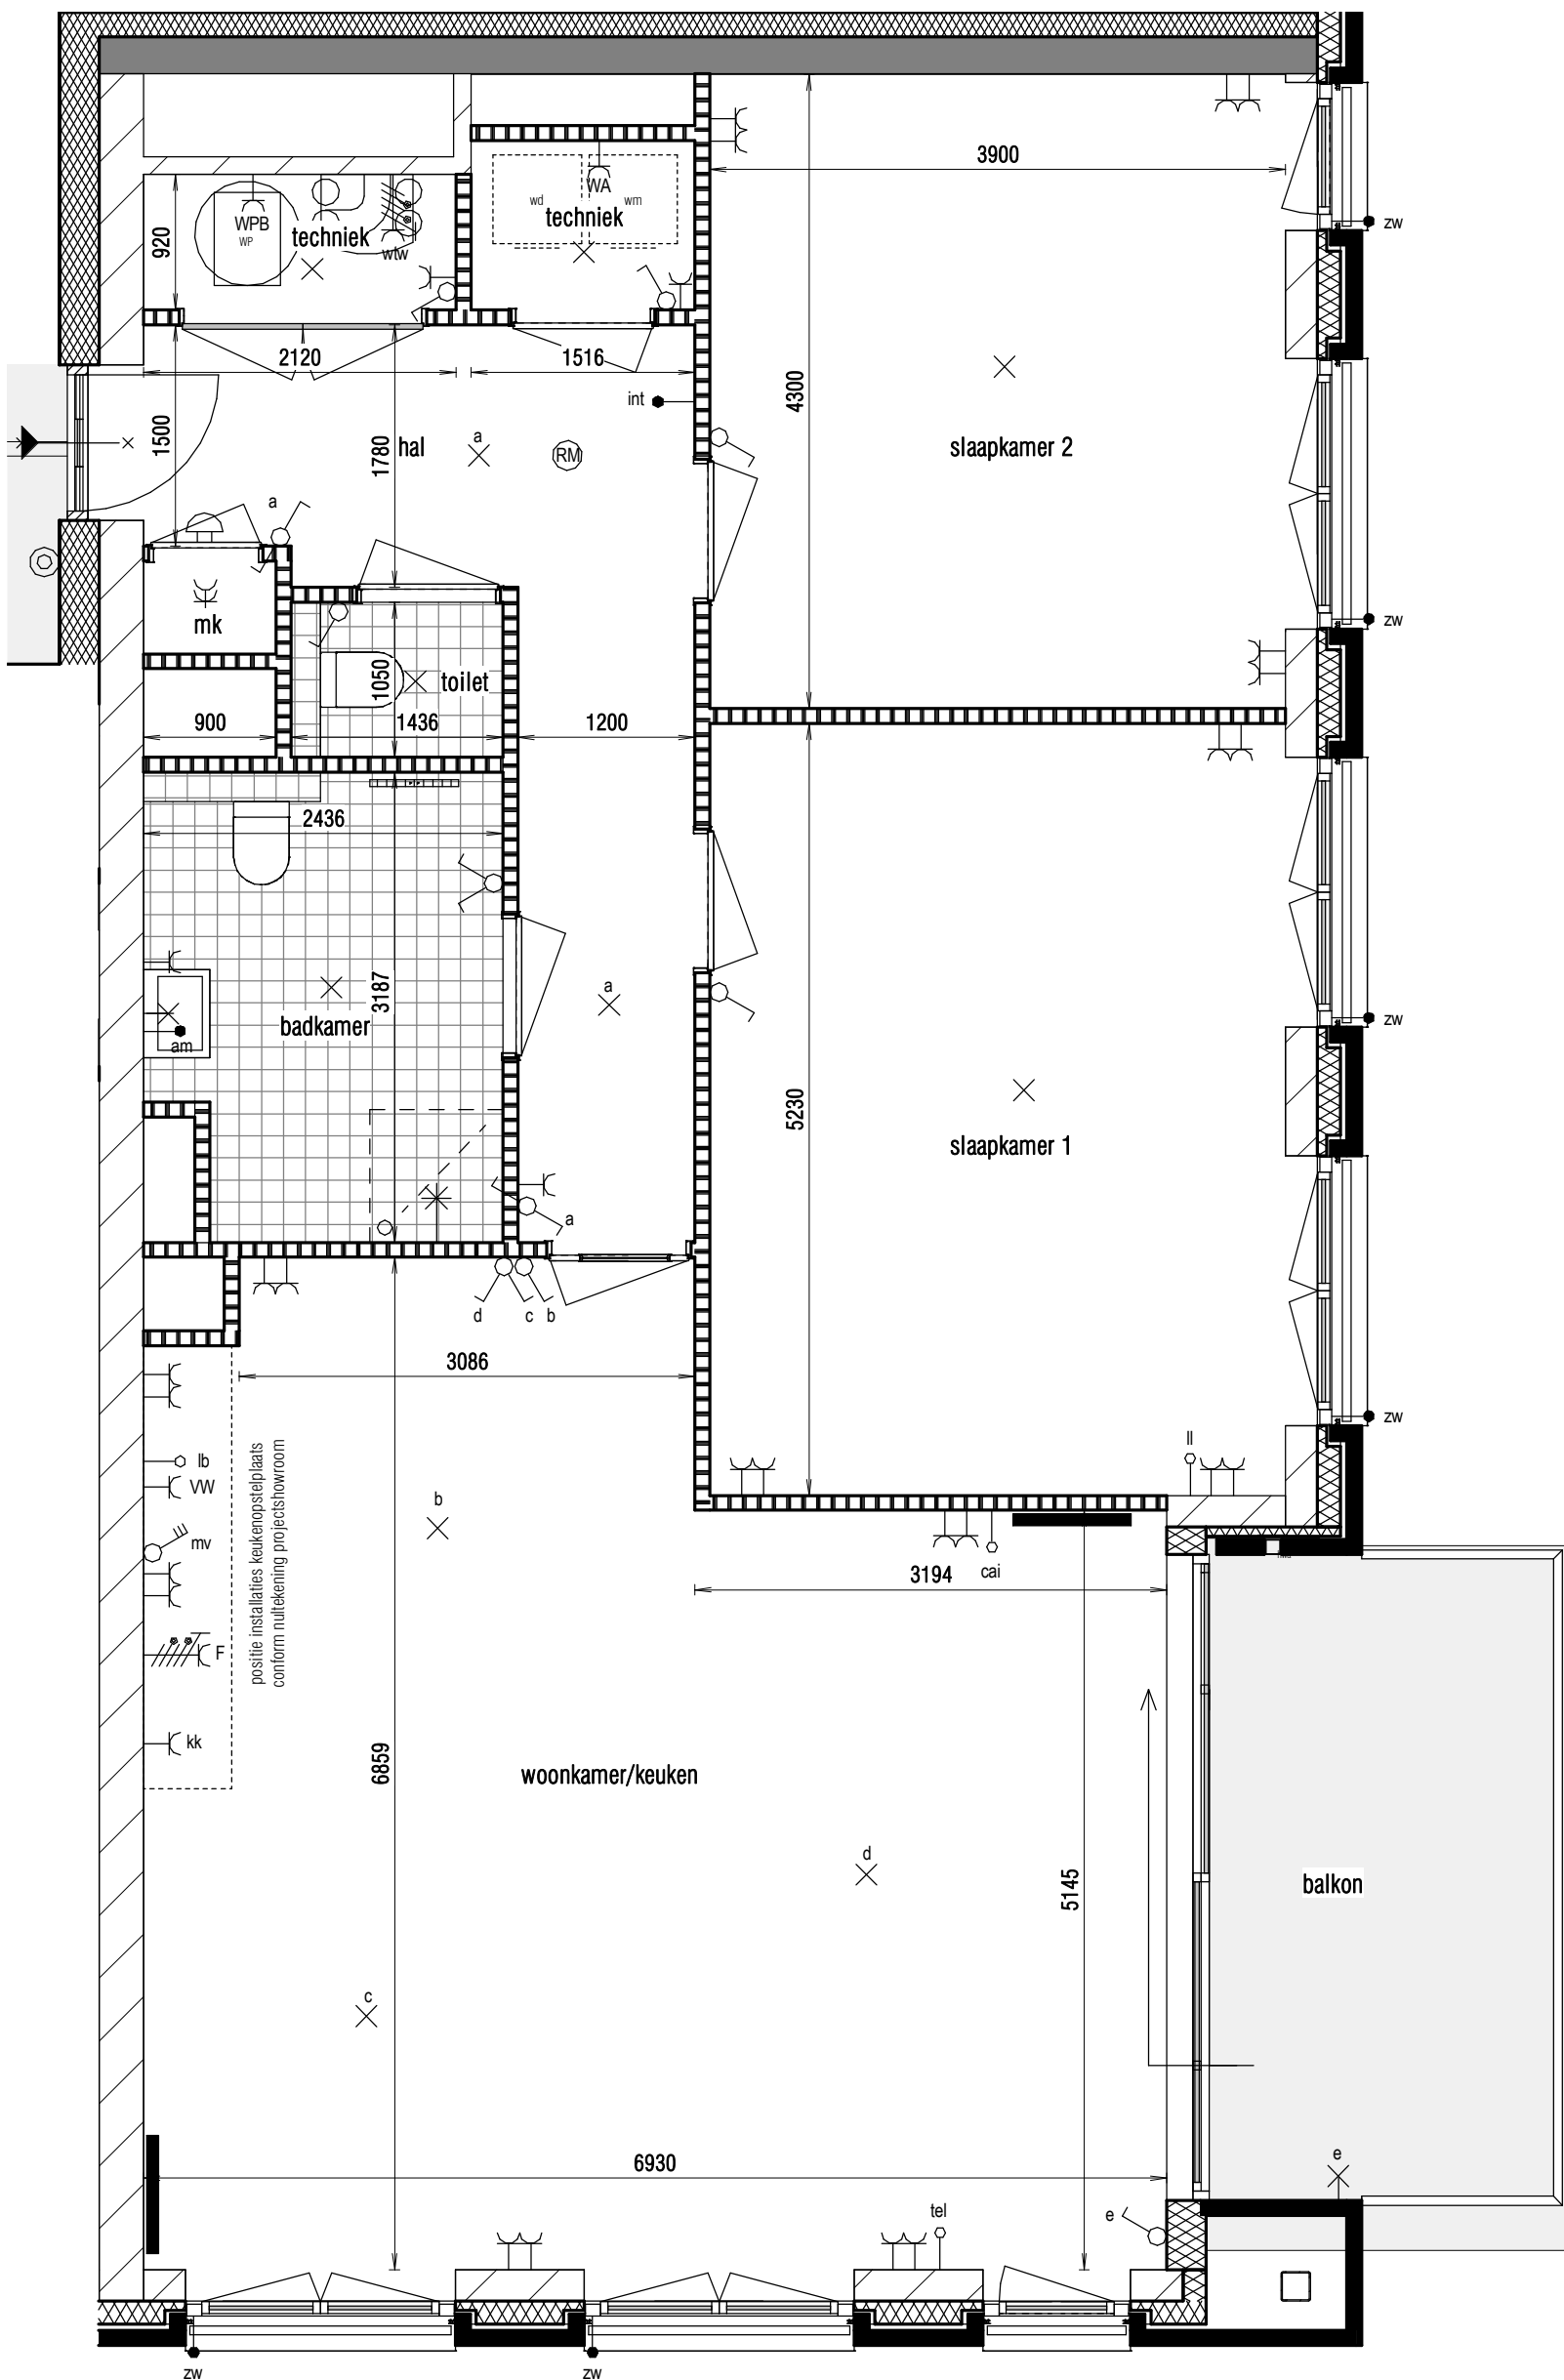 3900
WPB
WP
techniek
wtw
wd
WA
wm
techniek
zw
920
2120
1516
4300
int
1500
1780
hal
a
RM
slaapkamer 2
a
mk
1050
toilet
zw
900
1436
1200
2436
3187
badkamer
am
a
zw
5230
slaapkamer 1
a
d
c
b
3086
zw
ll
lb
VW
mv
F
kk
positie installaties keukenopstelplaats
conform nultekening projectshowroom
b
cai
3194
6859
woonkamer/keuken
d
5145
balkon
c
6930
e
tel
e
zw
zw